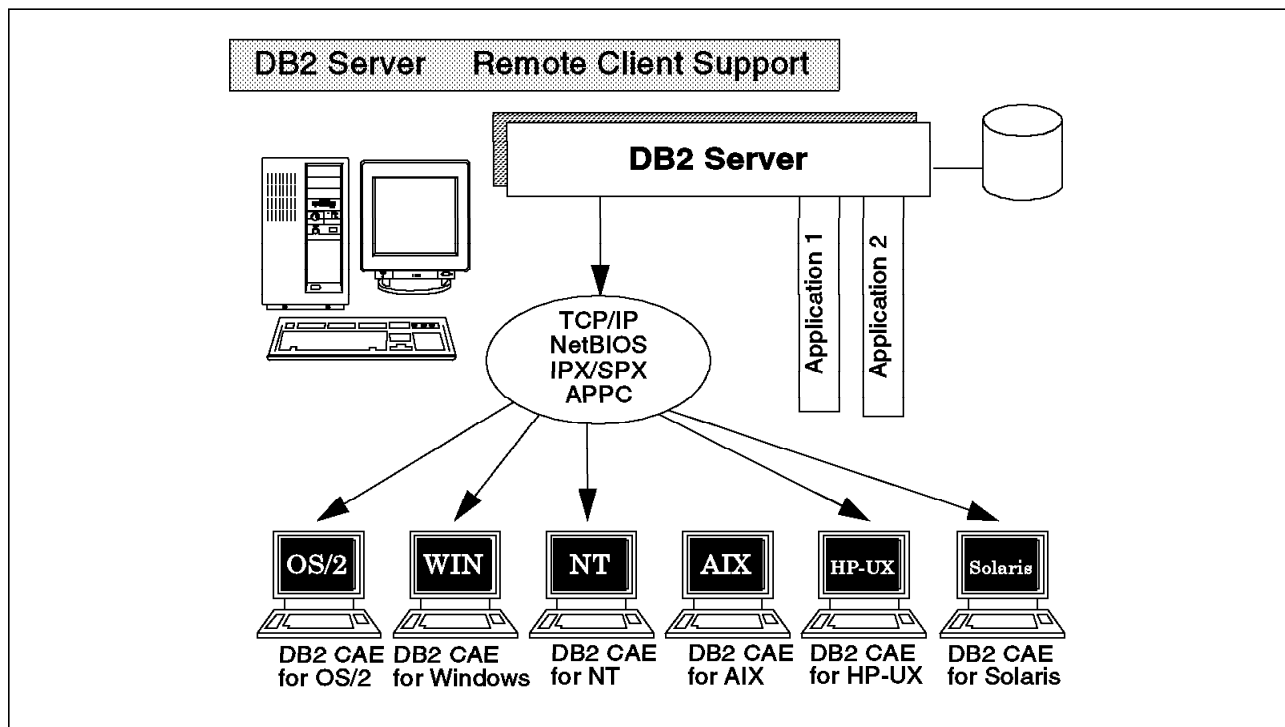 DB2 Server Remote Client Support
DB2 Server
Application 1
Application 2
TCP/IP
NetBIOS
IPX/SPX
APPC
OS/2
WIN
NT
AIX
HP-UX
Solaris
DB2 CAE
for OS/2
DB2 CAE
for Windows
DB2 CAE
for NT
DB2 CAE
for AIX
DB2 CAE
for HP-UX
DB2 CAE
for Solaris